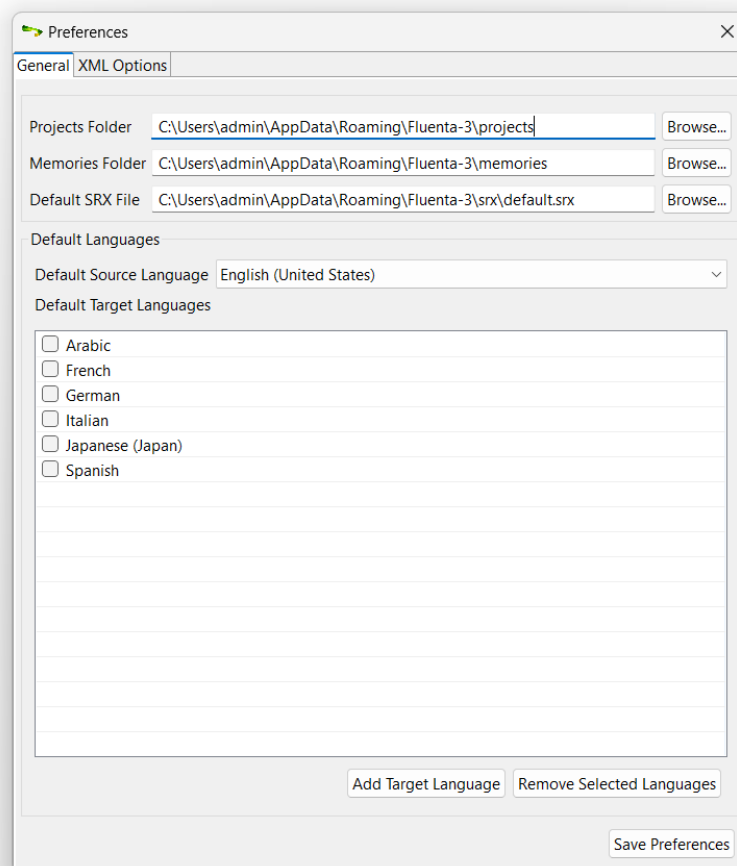 Preferences
General XML Options
Projects Folder C:\Users\admin\AppData\Roaming\Fluenta-3\projects Browse...
Memories Folder C:\Users\admin\AppData\Roaming\Fluenta-3\memories Browse...
Default SRX File C:\Users\admin\AppData\Roaming\Fluenta-3\srx\default.srx Browse...
Default Languages
Default Source Language English (United States)
Default Target Languages
Arabic
French
German
Italian
Japanese (Japan)
Spanish
Add Target Language Remove Selected Languages
Save Preferences